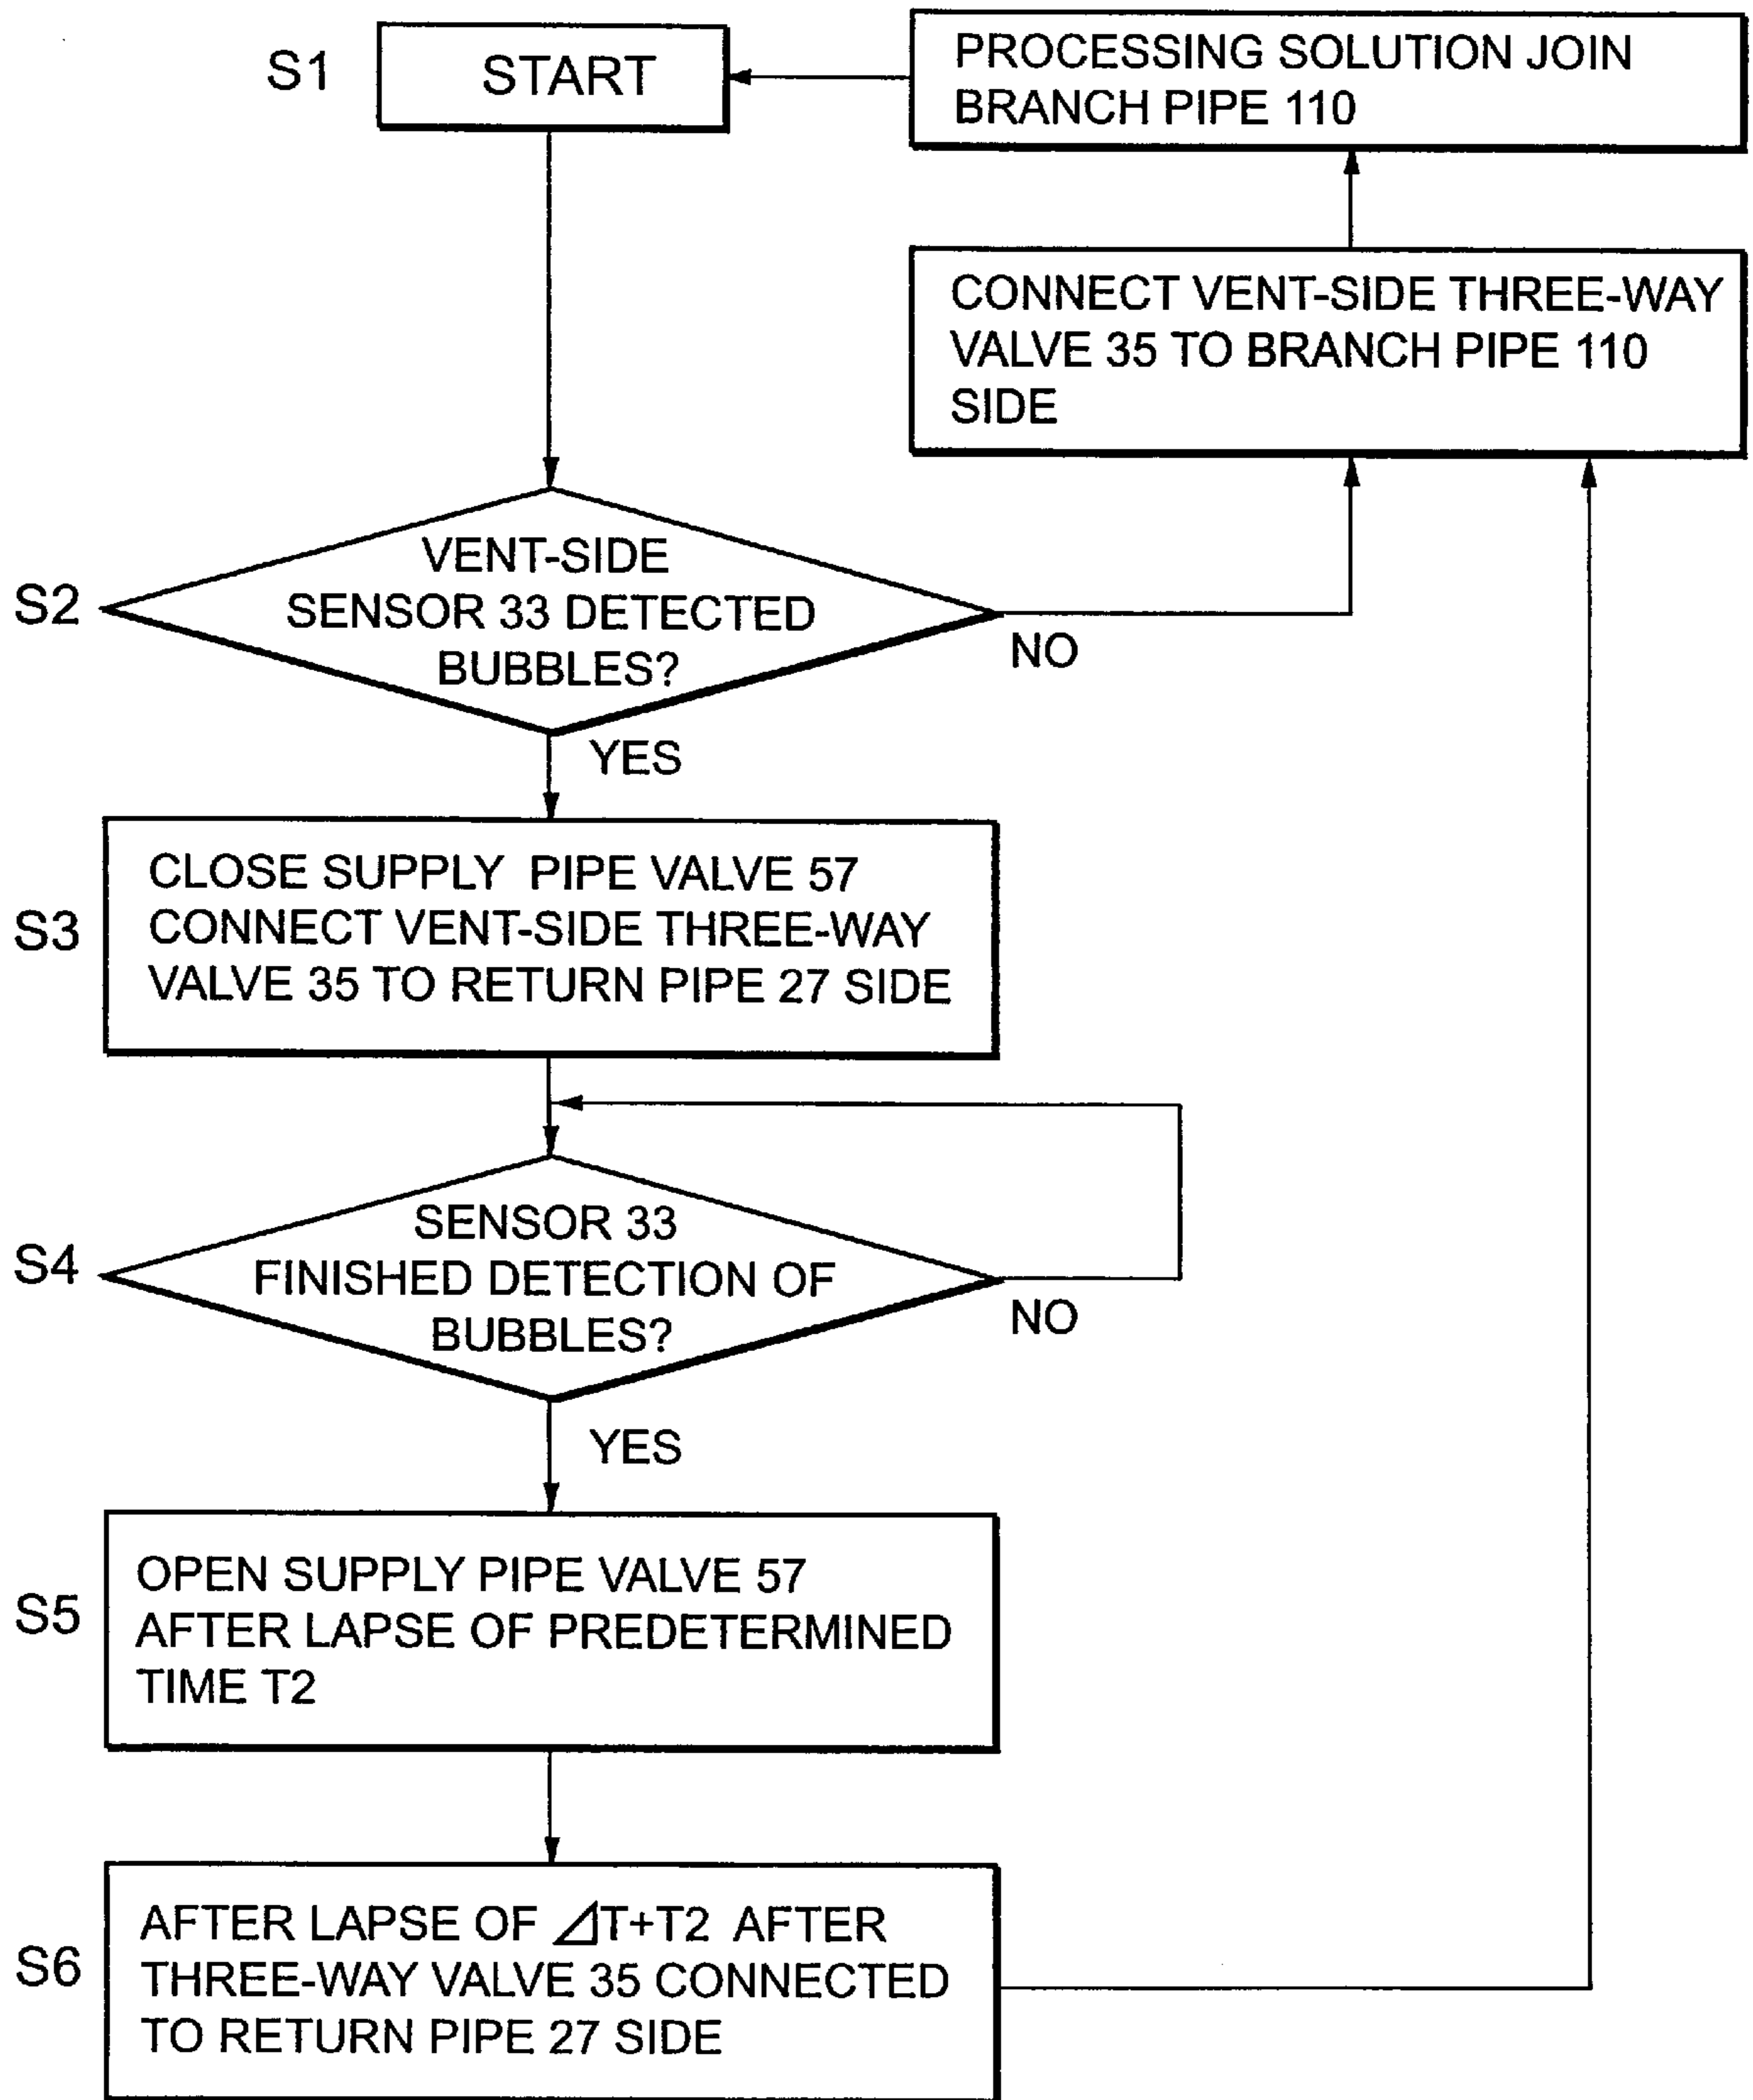 S1
START
PROCESSING SOLUTION JOIN
BRANCH PIPE 110
CONNECT VENT-SIDE THREE-WAY
VALVE 35 TO BRANCH PIPE 110
SIDE
S2
VENT-SIDE
SENSOR 33 DETECTED
BUBBLES?
NO
YES
S3
CLOSE SUPPLY PIPE VALVE 57
CONNECT VENT-SIDE THREE-WAY
VALVE 35 TO RETURN PIPE 27 SIDE
S4
SENSOR 33
FINISHED DETECTION OF
BUBBLES?
NO
YES
S5
OPEN SUPPLY PIPE VALVE 57
AFTER LAPSE OF PREDETERMINED
TIME T2
S6
AFTER LAPSE OF ⊿T+T2 AFTER
THREE-WAY VALVE 35 CONNECTED
TO RETURN PIPE 27 SIDE